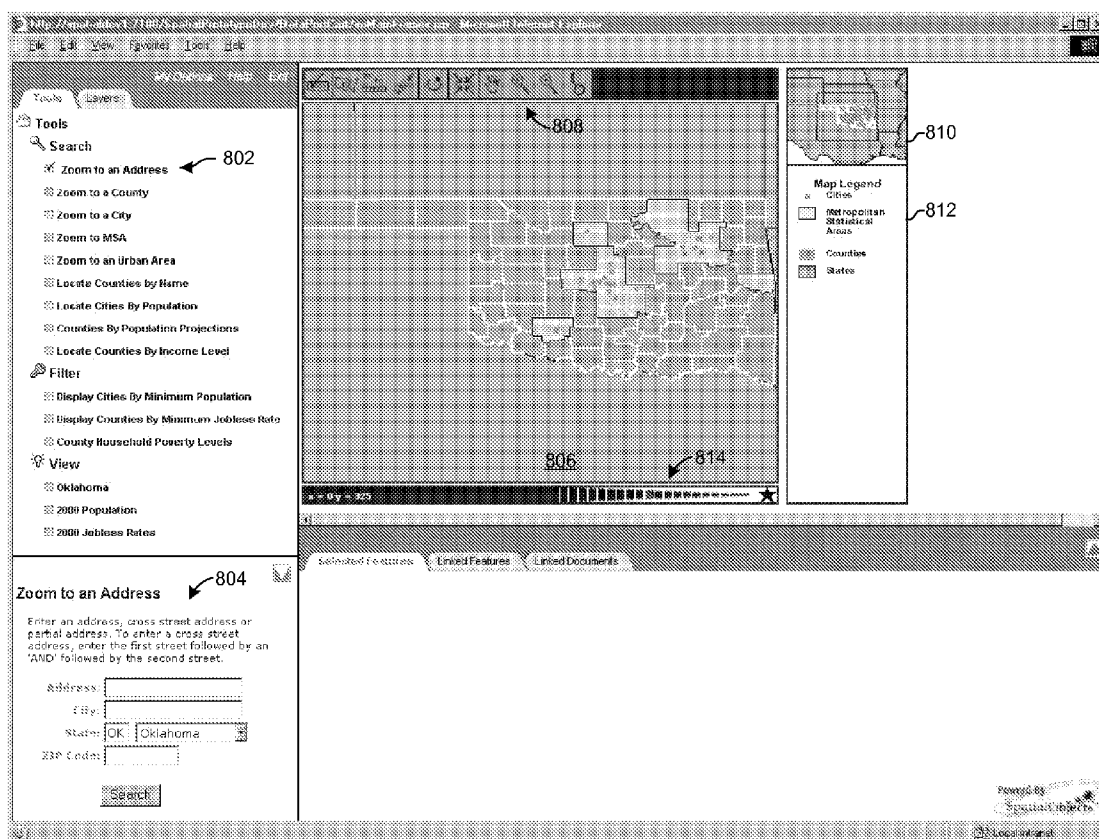 Microsoft Internet Explorer
File Edit View Favorites Tools Help
Help Exit
Tools Layers
Tools
Search
Zoom to an Address
802
Zoom to a County
Zoom to a City
Zoom to MSA
Zoom to an Urban Area
Locate Counties by Name
Locate Cities By Population
Counties By Population Projections
Locate Counties By Income Level
Filter
Display Cities By Minimum Population
Display Counties By Minimum Jobless Rate
County Household Poverty Levels
View
Oklahoma
2000 Population
2000 Jobless Rates
804
Zoom to an Address
Enter an address, cross street address or
partial address. To enter a cross street
address, enter the first street followed by an
'AND' followed by the second street.
Address:
City:
State: OK Oklahoma
ZIP Code:
Search
808
806
814
810
Map Legend
Cities
812
Metropolitan
Statistical
Areas
Counties
States
Selected Features Linked Features Linked Documents
Powered By
SpatialObjects
Local intranet